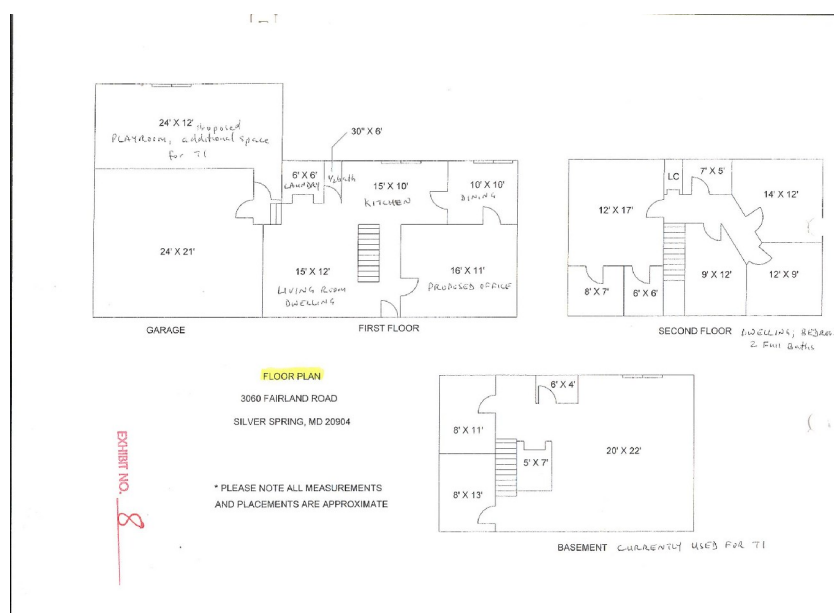 24' X 12' Proposed
PLAYROOM, additional space
for TI
30" X 6'
6' X 6'
LAUNDRY
1/2 bath
15' X 10'
KITCHEN
10' X 10'
DINING
24' X 21'
15' X 12'
LIVING ROOM
DWELLING
16' X 11'
PROPOSED OFFICE
GARAGE
FIRST FLOOR
LC
7' X 5'
14' X 12'
12' X 17'
9' X 12'
12' X 9'
8' X 7'
6' X 6'
SECOND FLOOR DWELLING; BEDRO
2 Full Baths
FLOOR PLAN
3060 FAIRLAND ROAD
SILVER SPRING, MD 20904
* PLEASE NOTE ALL MEASUREMENTS
AND PLACEMENTS ARE APPROXIMATE
EXHIBIT NO. 8
6' X 4'
8' X 11'
20' X 22'
5' X 7'
8' X 13'
BASEMENT CURRENTLY USED FOR TI